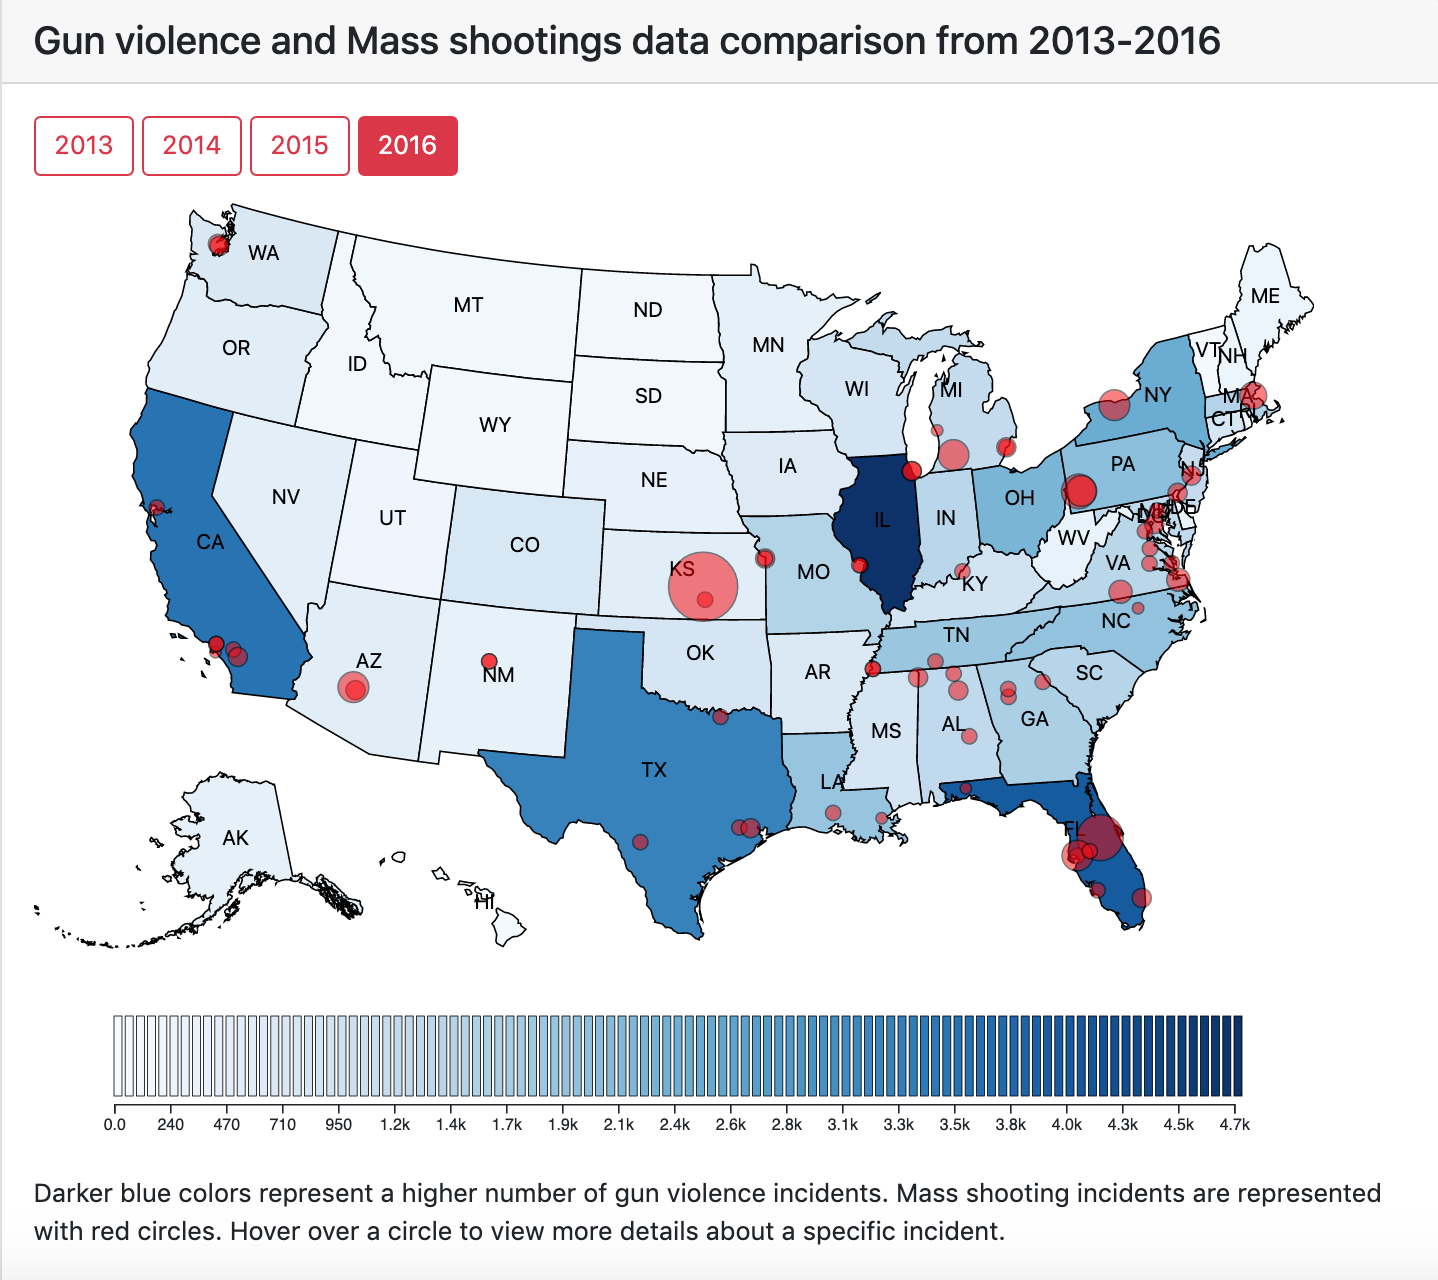 Gun violence and Mass shootings data comparison from 2013-2016
2013 2014 2015 2016
WA
MT
ND
MN
ME
OR
ID
SD
WI
MI
VT
NH
WY
NY
MA
CT
RI
IA
PA
NE
NV
UT
IL
IN
OH
NJ
CA
CO
KS
MO
WV
MD
DE
VA
KY
NC
TN
OK
AZ
NM
AR
SC
MS
AL
GA
TX
LA
FL
AK
HI
0.0 240 470 710 950 1.2k 1.4k 1.7k 1.9k 2.1k 2.4k 2.6k 2.8k 3.1k 3.3k 3.5k 3.8k 4.0k 4.3k 4.5k 4.7k
Darker blue colors represent a higher number of gun violence incidents. Mass shooting incidents are represented
with red circles. Hover over a circle to view more details about a specific incident.